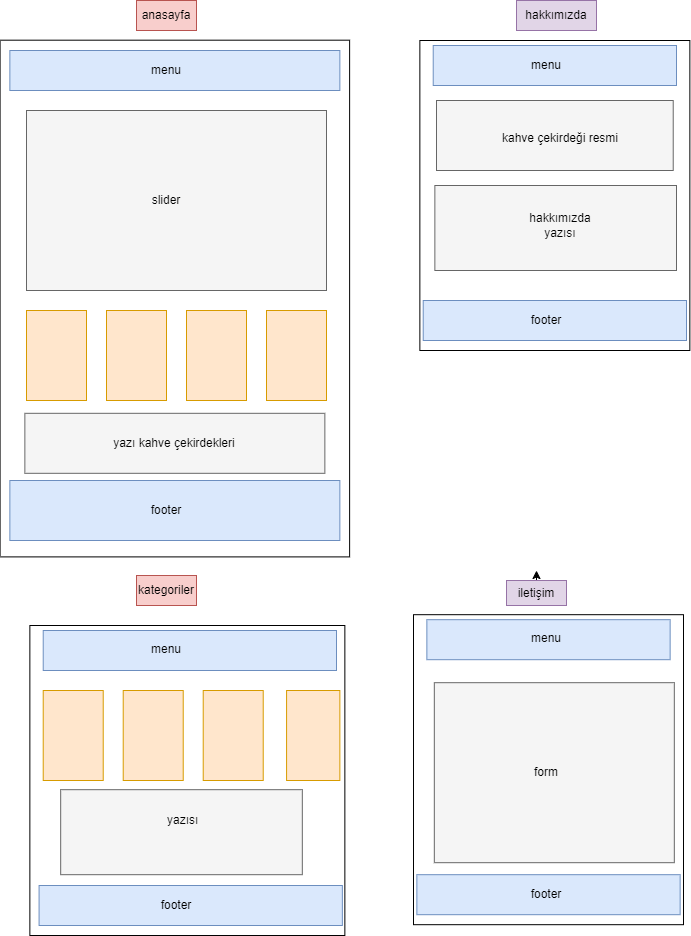 anasayfa
menu
slider
yazı kahve çekirdekleri
footer
hakkımızda
menu
kahve çekirdeği resmi
hakkımızda
yazısı
footer
kategoriler
menu
yazısı
footer
iletişim
menu
form
footer